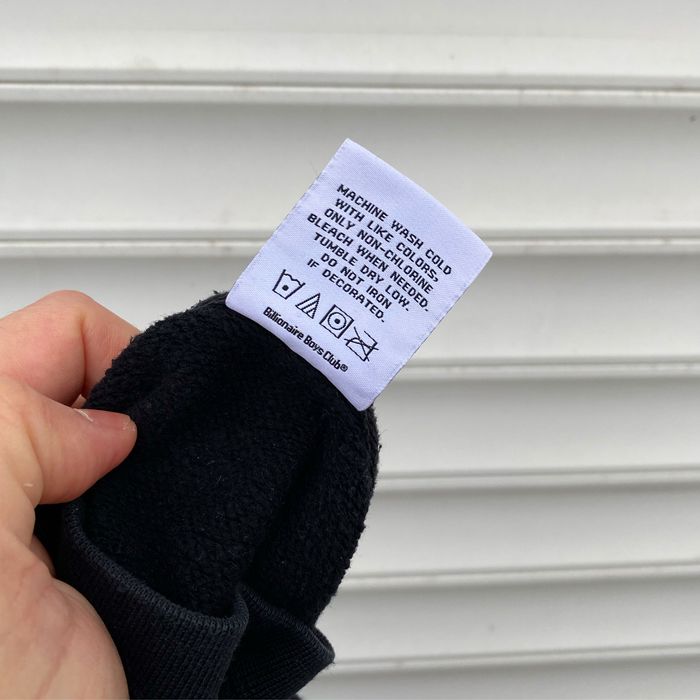 MACHINE WASH COLD
WITH LIKE COLORS,
ONLY NON-CHLORINE
BLEACH WHEN NEEDED.
TUMBLE DRY LOW.
DO NOT IRON
IF DECORATED.
Billionaire Boys Club®